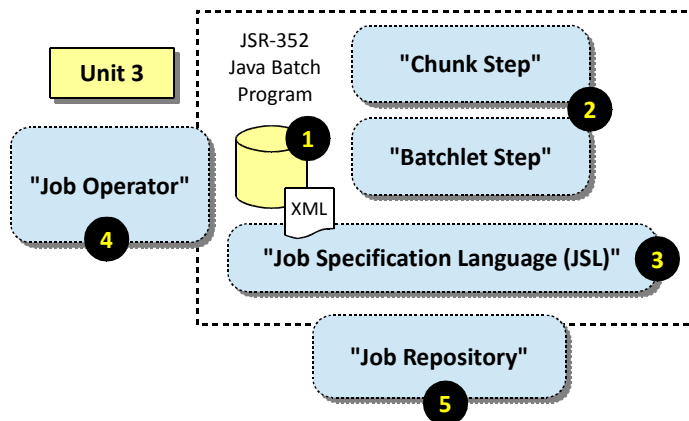 Unit 3
JSR-352
Java Batch
Program
1
XML
"Chunk Step"
2
"Batchlet Step"
"Job Operator"
4
"Job Specification Language (JSL)"
3
"Job Repository"
5